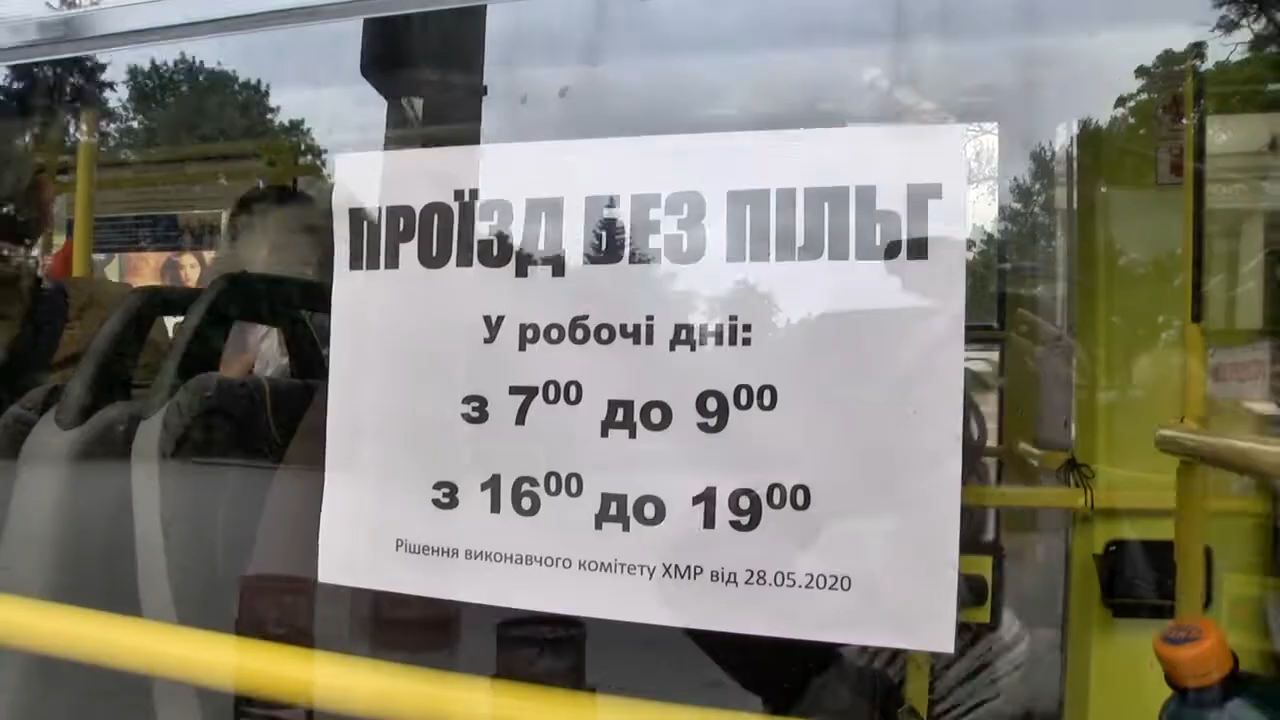 ПРОЇЗД БЕЗ ПІЛЬГ
У робочі дні:
з 7⁰⁰ до 9⁰⁰
з 16⁰⁰ до 19⁰⁰
Рішення виконавчого комітету ХМР від 28.05.2020